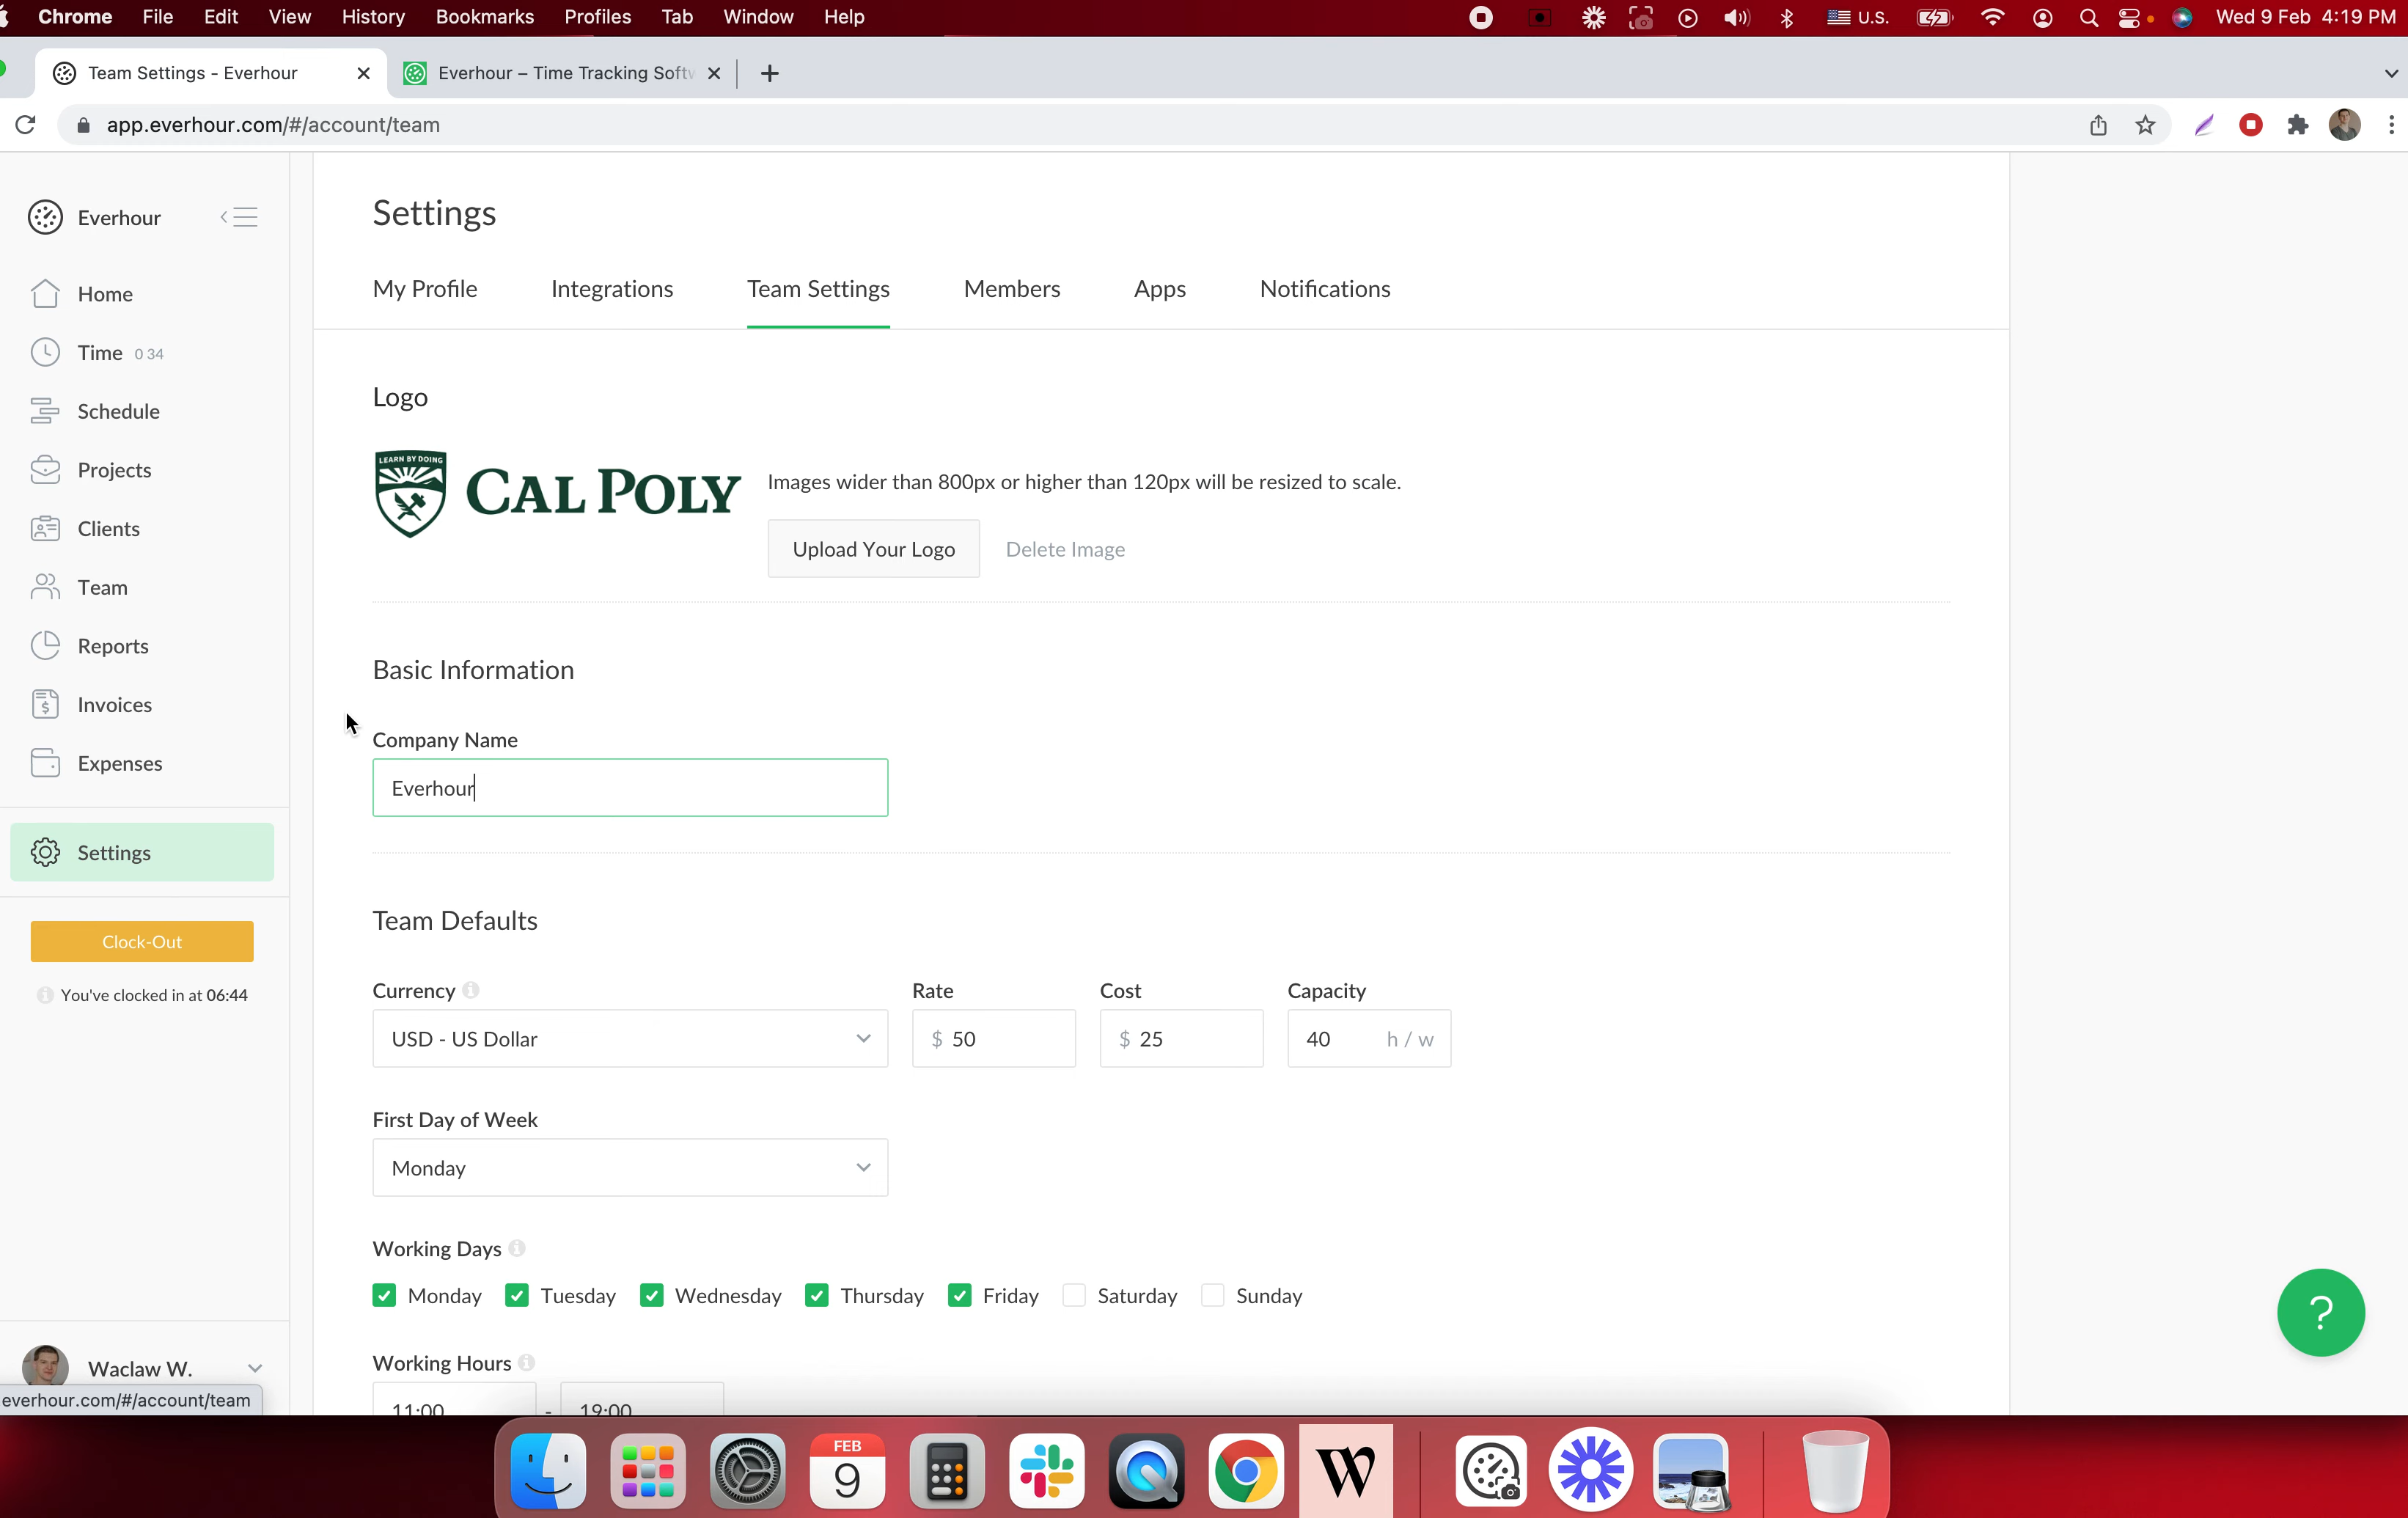 Chrome File Edit View History Bookmarks Profiles Tab Window Help U.S. Wed 9 Feb 4:19 PM
Team Settings - Everhour Everhour – Time Tracking Softw
app.everhour.com/#/account/team
Everhour
Home
Time 0 34
Schedule
Projects
Clients
Team
Reports
Invoices
Expenses
Settings
Clock-Out
You've clocked in at 06:44
Waclaw W.
everhour.com/#/account/team
Settings
My Profile Integrations Team Settings Members Apps Notifications
Logo
LEARN BY DOING
CAL POLY
Images wider than 800px or higher than 120px will be resized to scale.
Upload Your Logo Delete Image
Basic Information
Company Name
Everhour
Team Defaults
Currency Rate Cost Capacity
USD - US Dollar $ 50 $ 25 40 h / w
First Day of Week
Monday
Working Days
Monday Tuesday Wednesday Thursday Friday Saturday Sunday
Working Hours
11:00 - 19:00
?
FEB
9
W